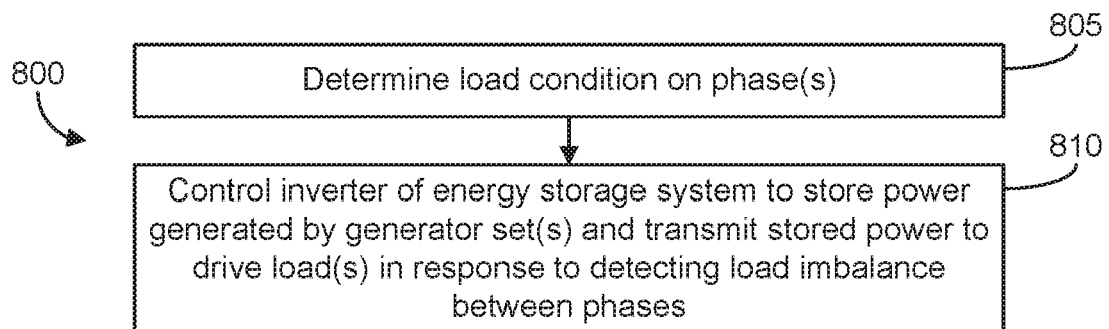 805
800
Determine load condition on phase(s)
810
Control inverter of energy storage system to store power
generated by generator set(s) and transmit stored power to
drive load(s) in response to detecting load imbalance
between phases